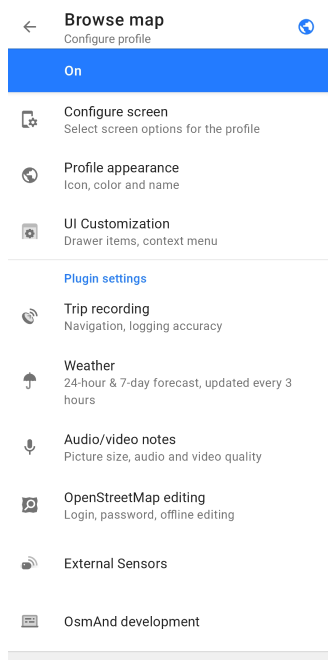 Browse map
Configure profile
On
Configure screen
Select screen options for the profile
Profile appearance
Icon, color and name
UI Customization
Drawer items, context menu
Plugin settings
Trip recording
Navigation, logging accuracy
Weather
24-hour & 7-day forecast, updated every 3
hours
Audio/video notes
Picture size, audio and video quality
OpenStreetMap editing
Login, password, offline editing
External Sensors
OsmAnd development